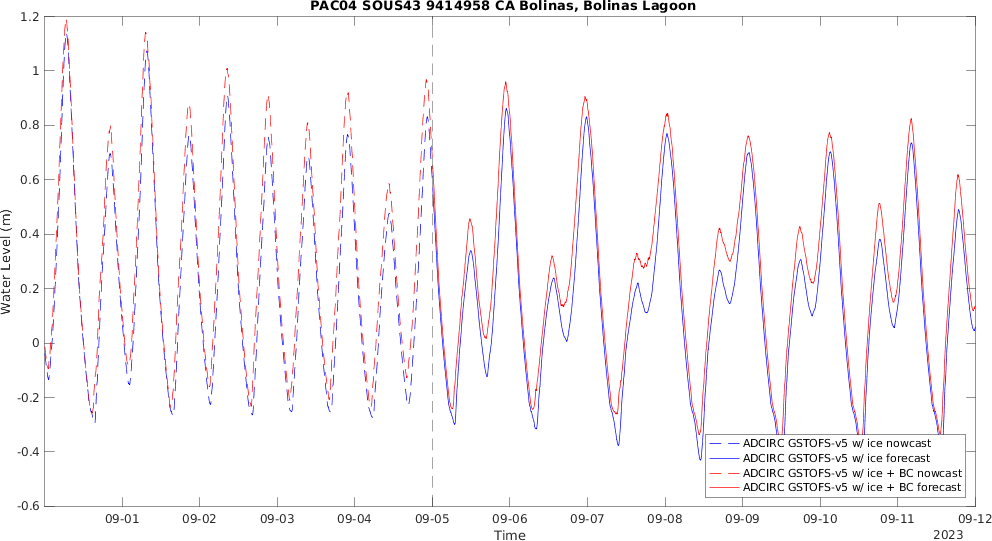 PAC04 SOUS43 9414958 CA Bolinas, Bolinas Lagoon
1.2
1
0.8
0.6
0.4
0.2
0
-0.2
-0.4
-0.6
Water Level (m)
ADCIRC GSTOFS-v5 w/ ice nowcast
ADCIRC GSTOFS-v5 w/ ice forecast
ADCIRC GSTOFS-v5 w/ ice + BC nowcast
ADCIRC GSTOFS-v5 w/ ice + BC forecast
09-01 09-02 09-03 09-04 09-05 09-06 09-07 09-08 09-09 09-10 09-11 09-12
Time
2023